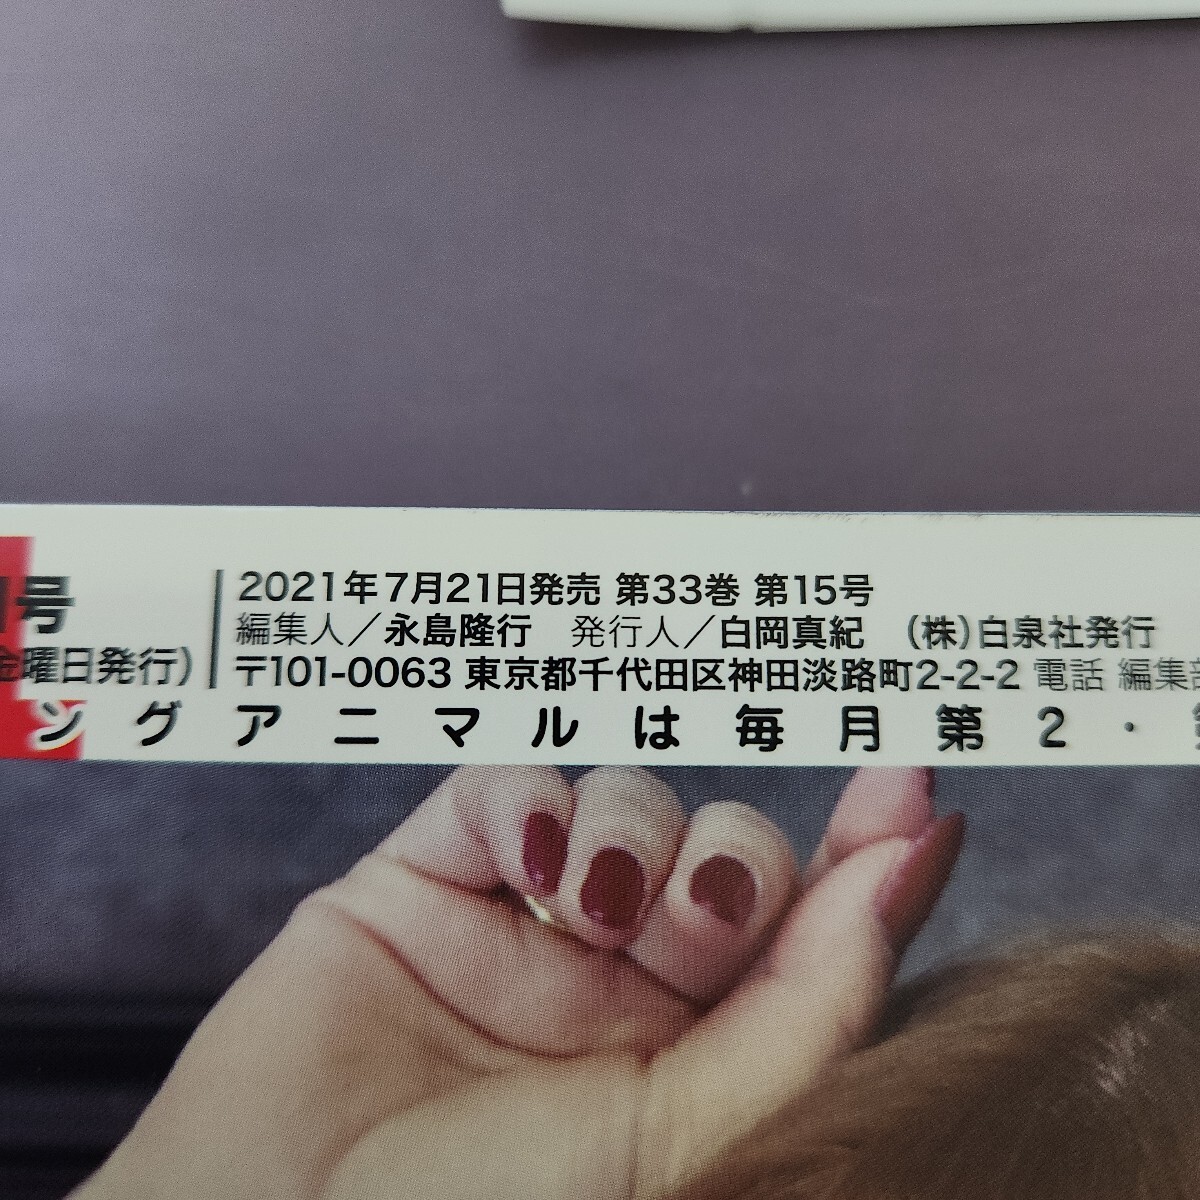 号
2021年7月21日発売 第33巻 第15号
編集人／永島隆行 発行人／白岡真紀 (株)白泉社発行
金曜日発行)
〒101-0063 東京都千代田区神田淡路町2-2-2 電話 編集部
ングアニマルは毎月第2・第